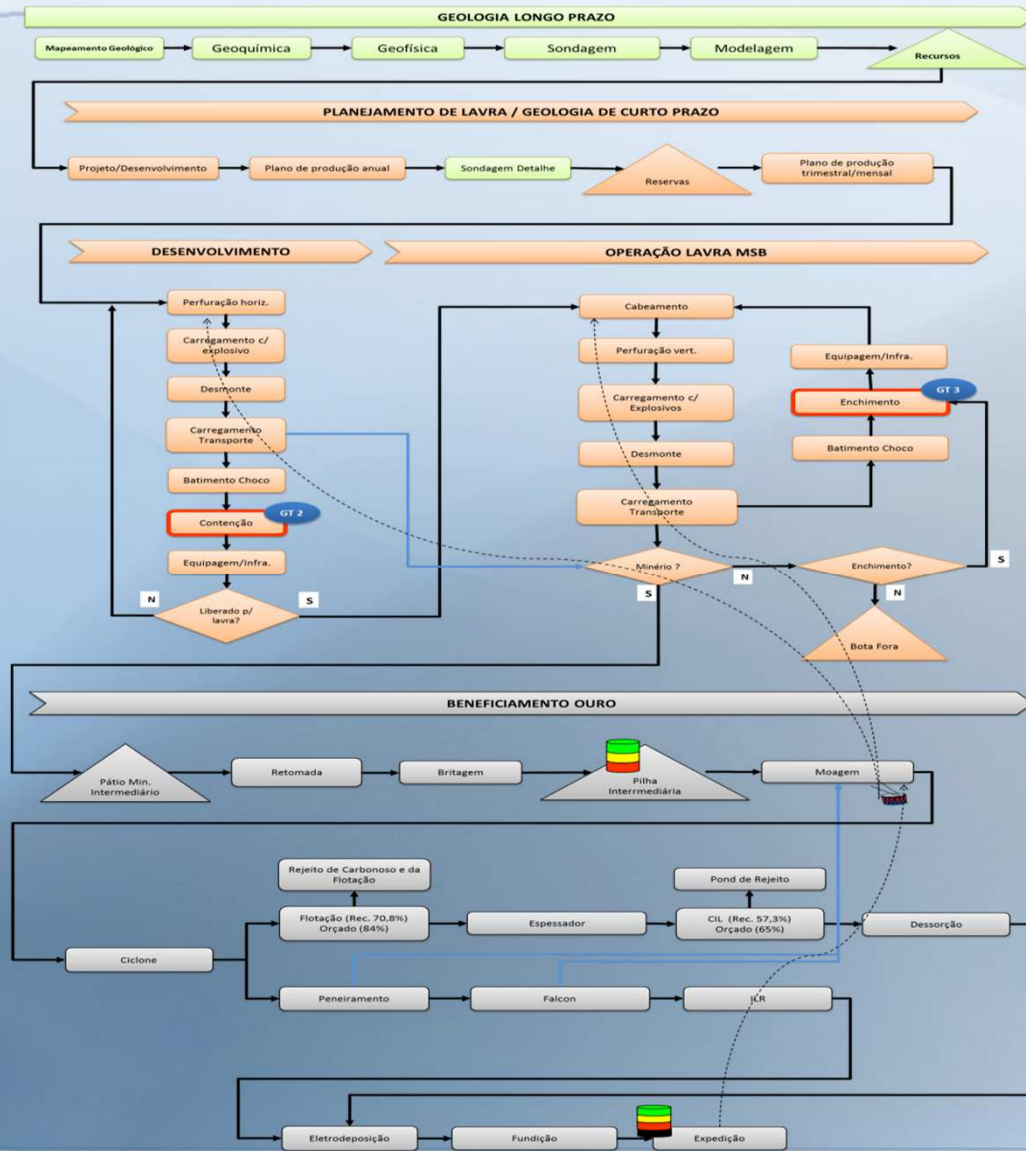 GEOLOGIA LONGO PRAZO
Mapeamento Geológico
Geoquímica
Geofísica
Sondagem
Modelagem
Recursos
PLANEJAMENTO DE LAVRA / GEOLOGIA DE CURTO PRAZO
Projeto/Desenvolvimento
Plano de produção anual
Sondagem Detalhe
Reservas
Plano de produção
trimestral/mensal
DESENVOLVIMENTO
Perfuração horiz.
Carregamento c/
explosivo
Desmonte
Carregamento
Transporte
Batimento Choco
GT 2
Contenção
Equipagem/Infra.
N
S
Liberado p/
lavra?
OPERAÇÃO LAVRA MSB
Cabeamento
Perfuração vert.
Carregamento c/
Explosivos
Desmonte
Carregamento
Transporte
Equipagem/Infra.
GT 3
Enchimento
Batimento Choco
Minério ?
N
S
Enchimento?
S
N
Bota Fora
BENEFICIAMENTO OURO
Pátio Min.
Intermediário
Retomada
Britagem
Pilha
Interrmediária
Moagem
Rejeito de Carbonoso e da
Flotação
Pond de Rejeito
Flotação (Rec. 70,8%)
Orçado (84%)
Espessador
CIL (Rec. 57,3%)
Orçado (65%)
Dessorção
Ciclone
Peneiramento
Falcon
ILR
Eletrodeposição
Fundição
Expedição